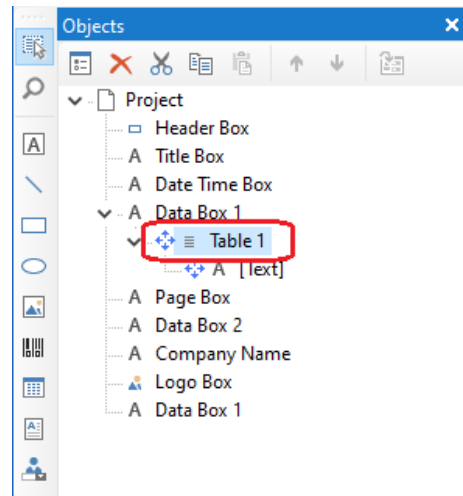 Objects
Project
Header Box
A Title Box
A Date Time Box
A Data Box 1
Table 1
A [Text]
A Page Box
A Data Box 2
A Company Name
Logo Box
A Data Box 1
A
A